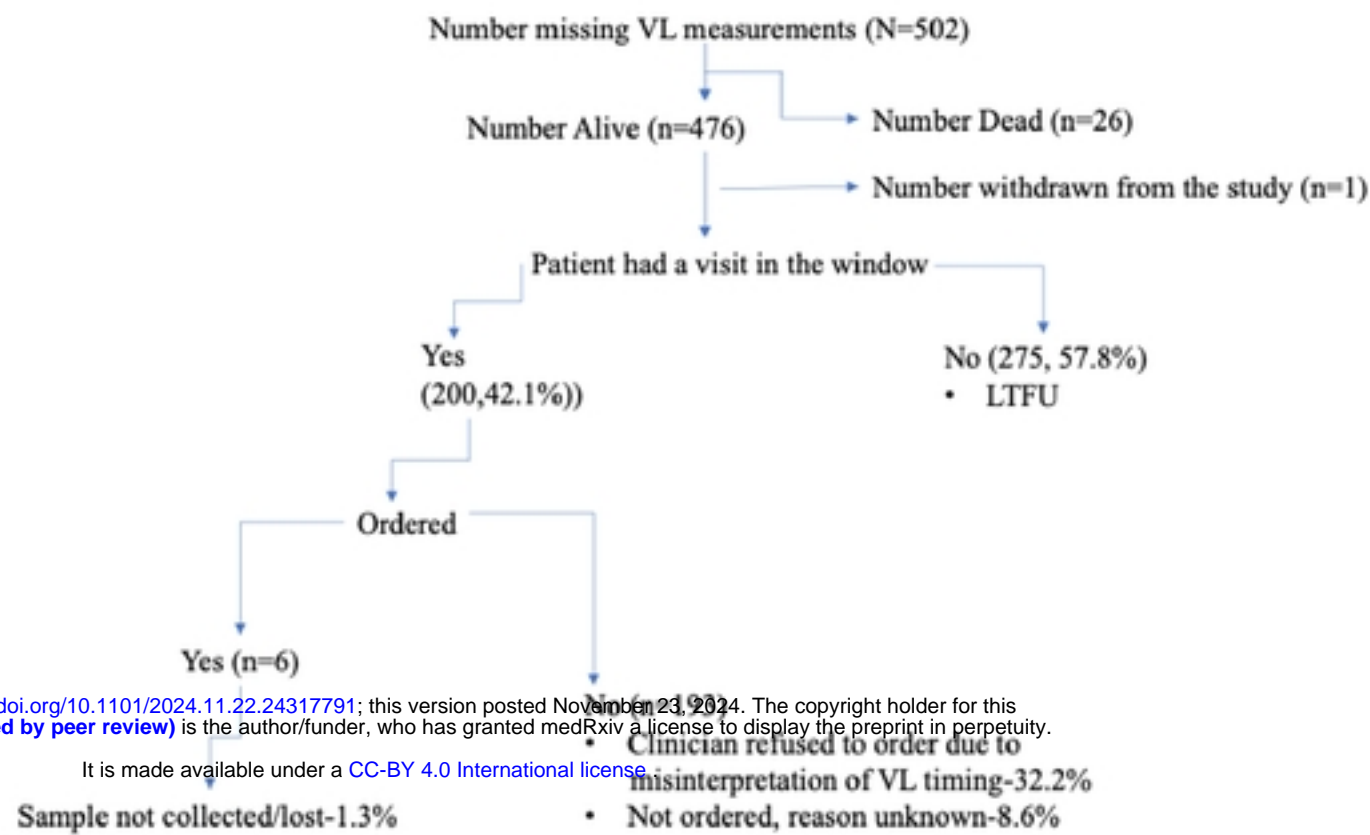 Number missing VL measurements (N=502)
Number Dead (n=26)
Number Alive (n=476)
Number withdrawn from the study (n=1)
Patient had a visit in the window
Yes
(200,42.1%))
No (275, 57.8%)
• LTFU
Ordered
Yes (n=6)
doi.org/10.1101/2024.11.22.24317791; this version posted November 23, 2024. The copyright holder for this
No
ed by peer review) is the author/funder, who has granted medRxiv a license to display the preprint in perpetuity.
• Clinician refused to order due to
It is made available under a CC-BY 4.0 International license .
misinterpretation of VL timing-32.2%
Sample not collected/lost-1.3%
• Not ordered, reason unknown-8.6%